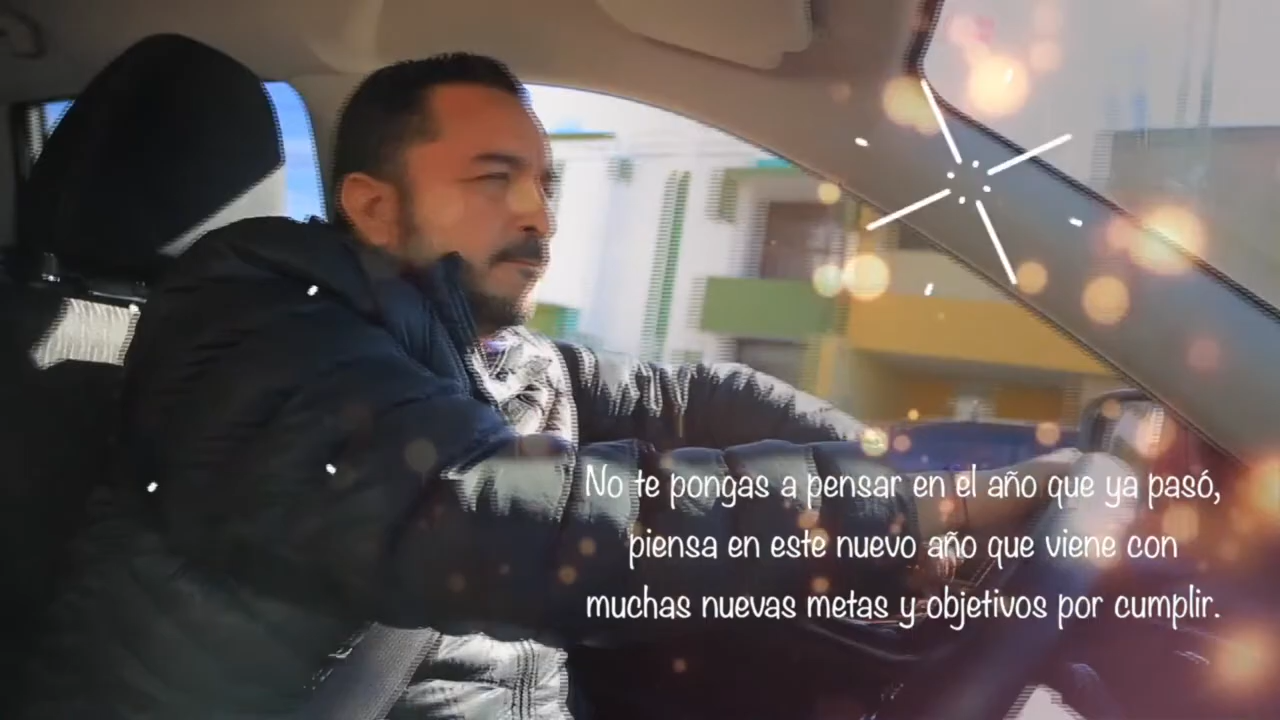 No te pongas a pensar en el año que ya pasó,
piensa en este nuevo año que viene con
muchas nuevas metas y objetivos por cumplir.